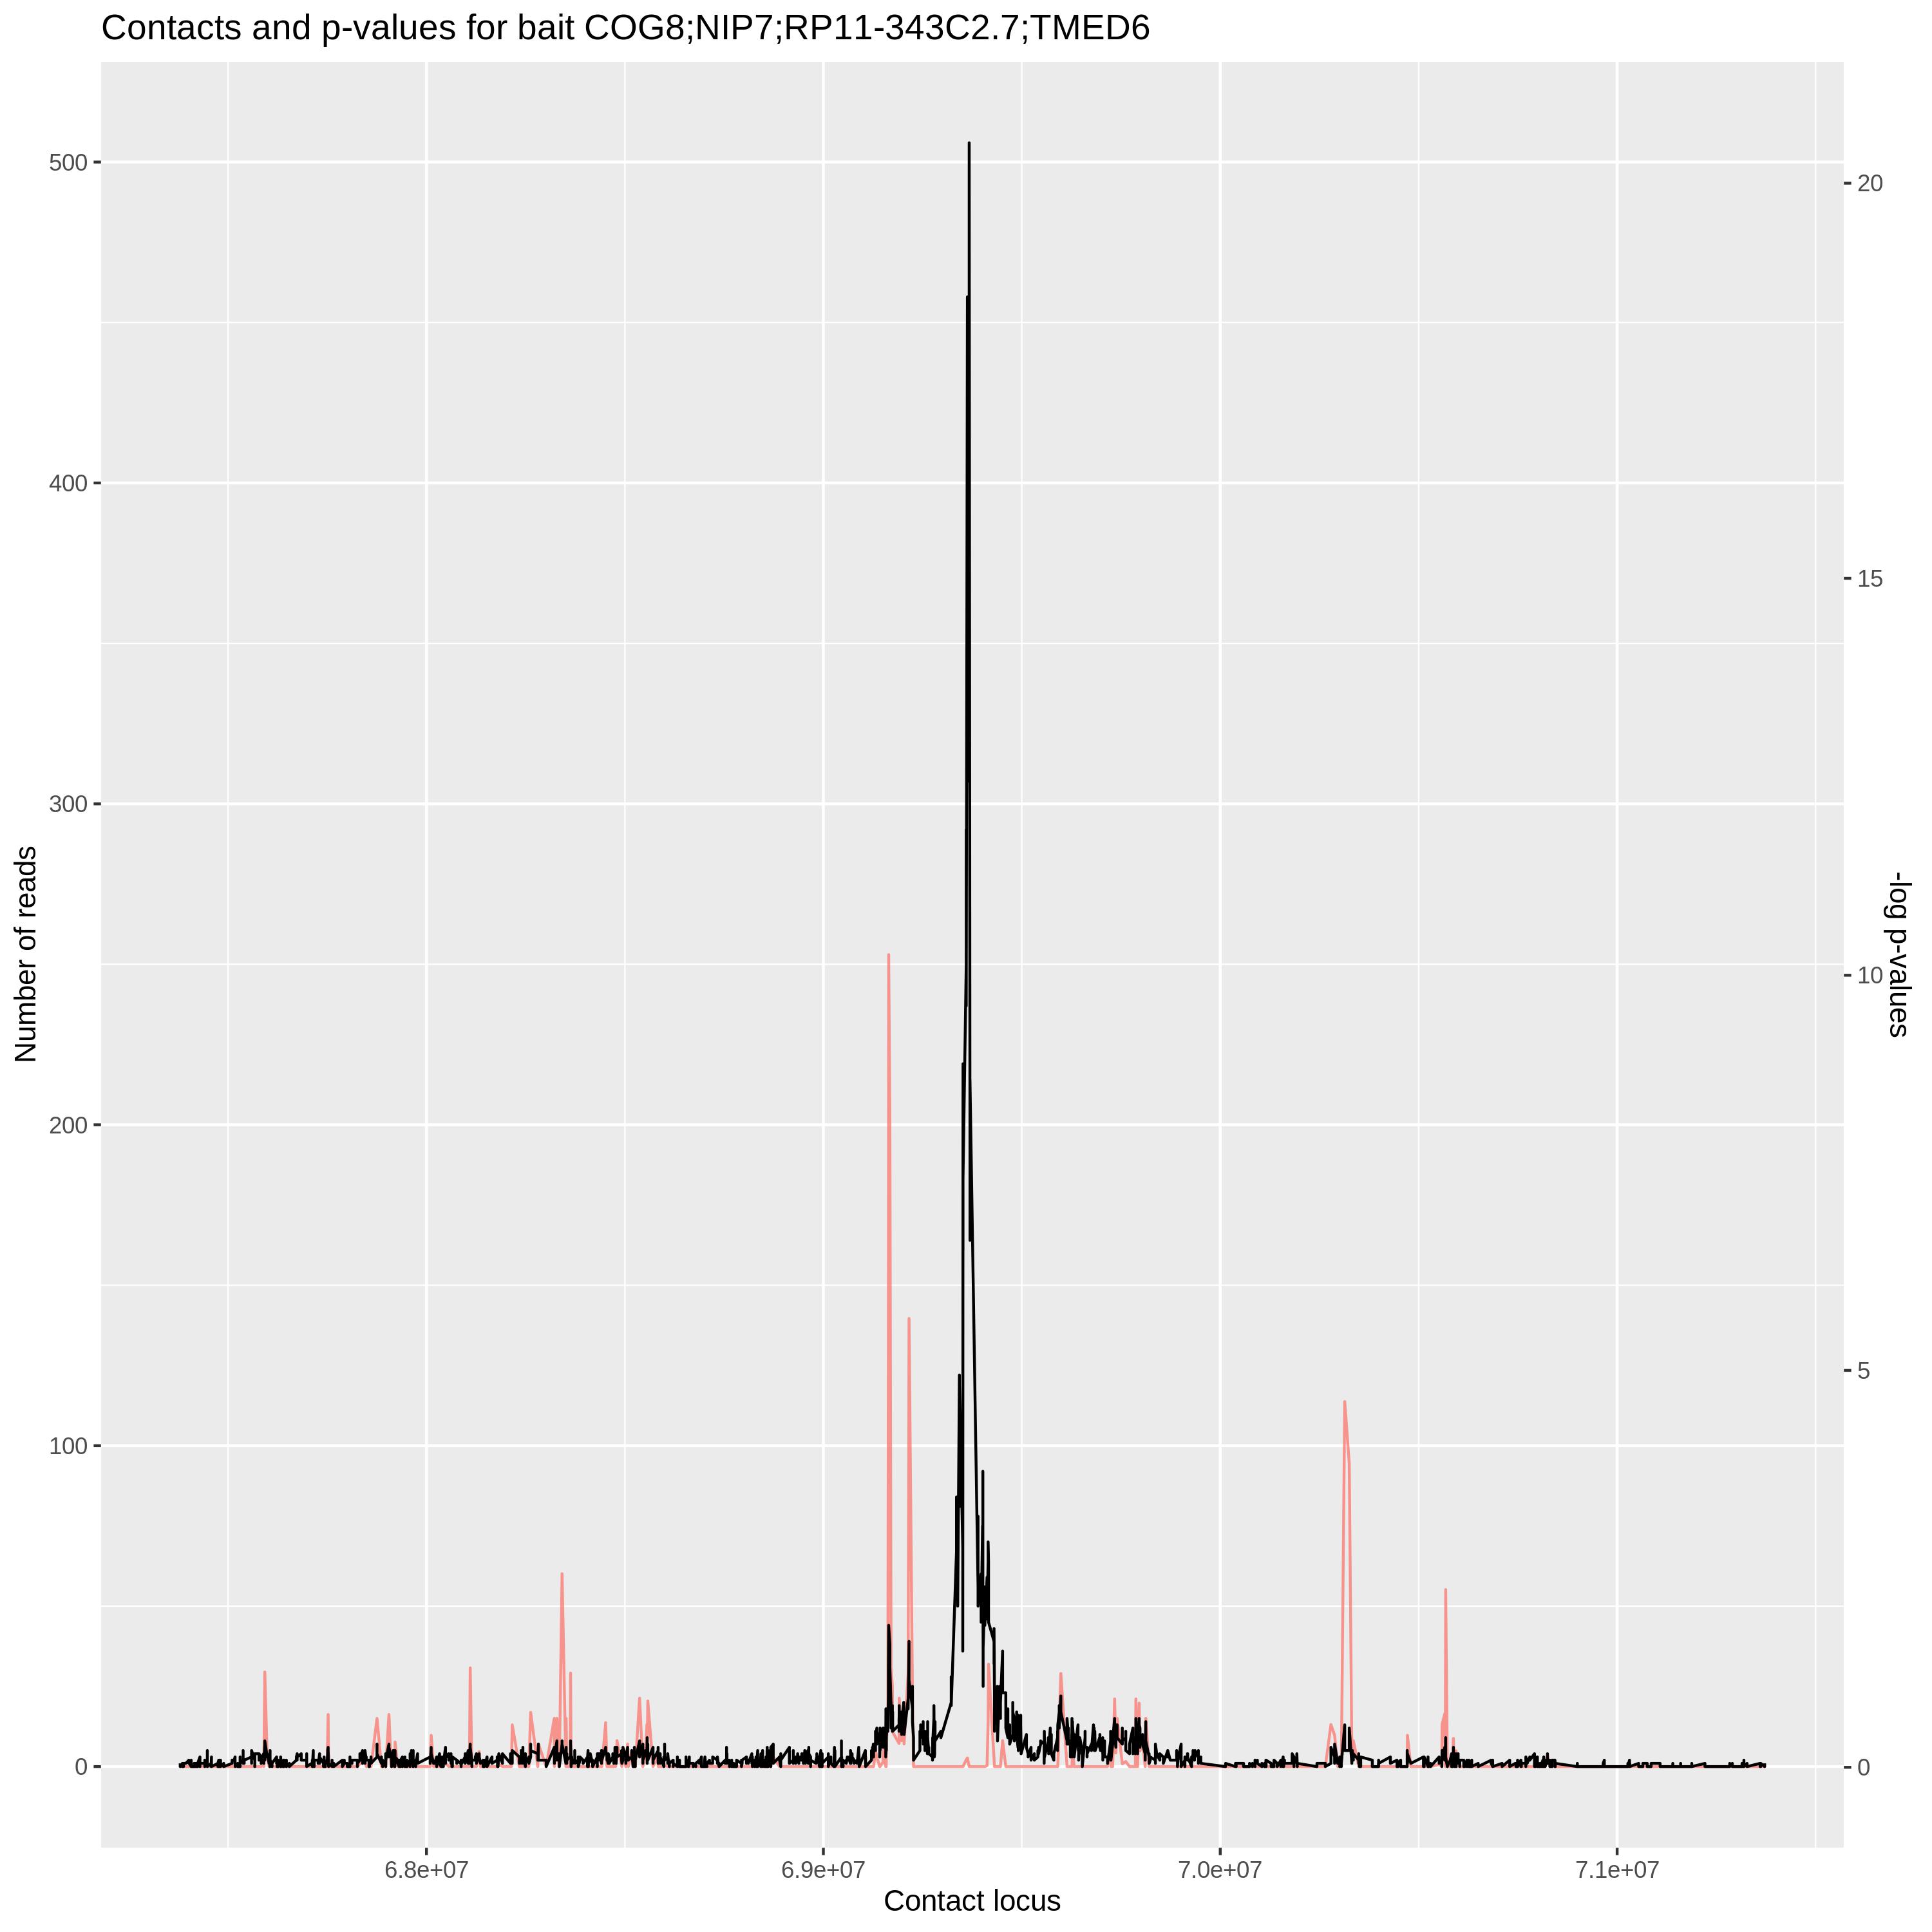 Contacts and p-values for bait COG8;NIP7;RP11-343C2.7;TMED6
500
400
300
200
100
0
Number of reads
20
15
10
5
0
-log p-values
6.8e+07
6.9e+07
7.0e+07
7.1e+07
Contact locus